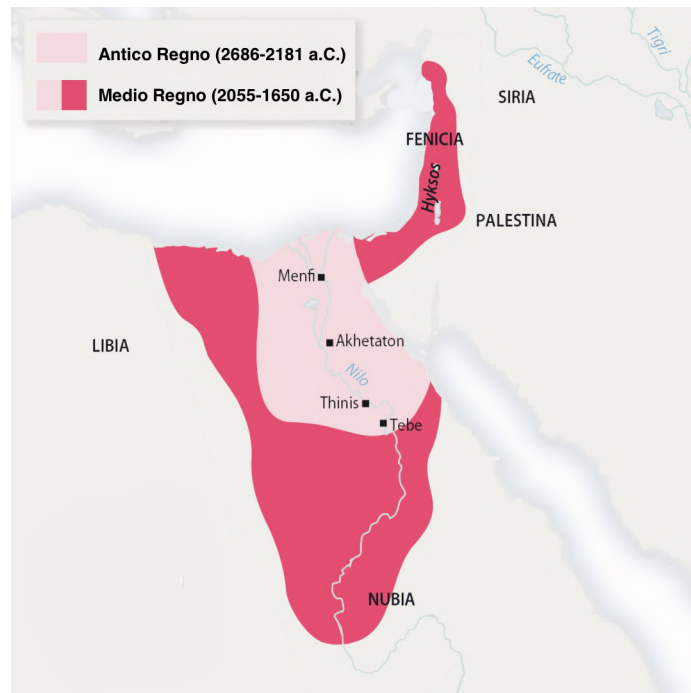 Antico Regno (2686-2181 a.C.)
Medio Regno (2055-1650 a.C.)
Tigri
Eufrate
SIRIA
FENICIA
Hyksos
PALESTINA
Menfi
LIBIA
Akhetaton
Nilo
Thinis
Tebe
NUBIA